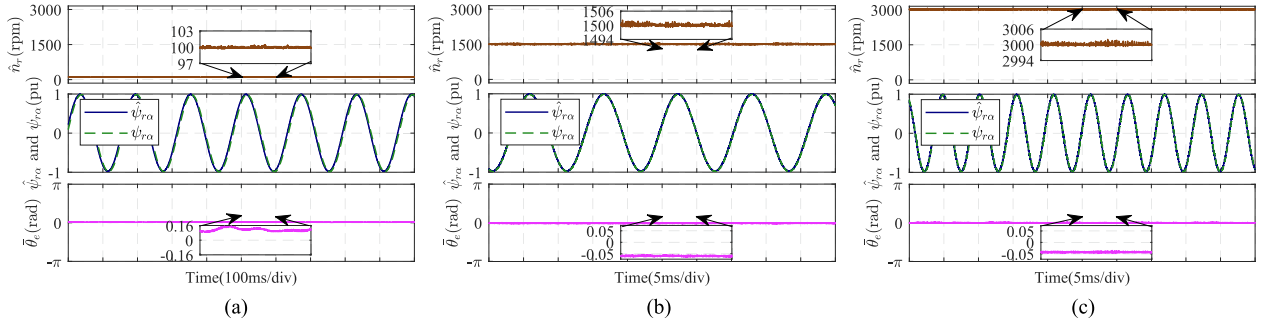 3000
1500
0
n̂r(rpm)
103
100
97
1
0
-1
ψ̂rα and ψrα(pu)
ψ̂rα
ψrα
π
0
-π
θ̄e(rad)
0.16
0
-0.16
Time(100ms/div)
(a)
3000
1500
0
n̂r(rpm)
1506
1500
1494
1
0
-1
ψ̂rα and ψrα(pu)
ψ̂rα
ψrα
π
0
-π
θ̄e(rad)
0.05
0
-0.05
Time(5ms/div)
(b)
3000
1500
0
n̂r(rpm)
3006
3000
2994
1
0
-1
ψ̂rα and ψrα(pu)
ψ̂rα
ψrα
π
0
-π
θ̄e(rad)
0.05
0
-0.05
Time(5ms/div)
(c)